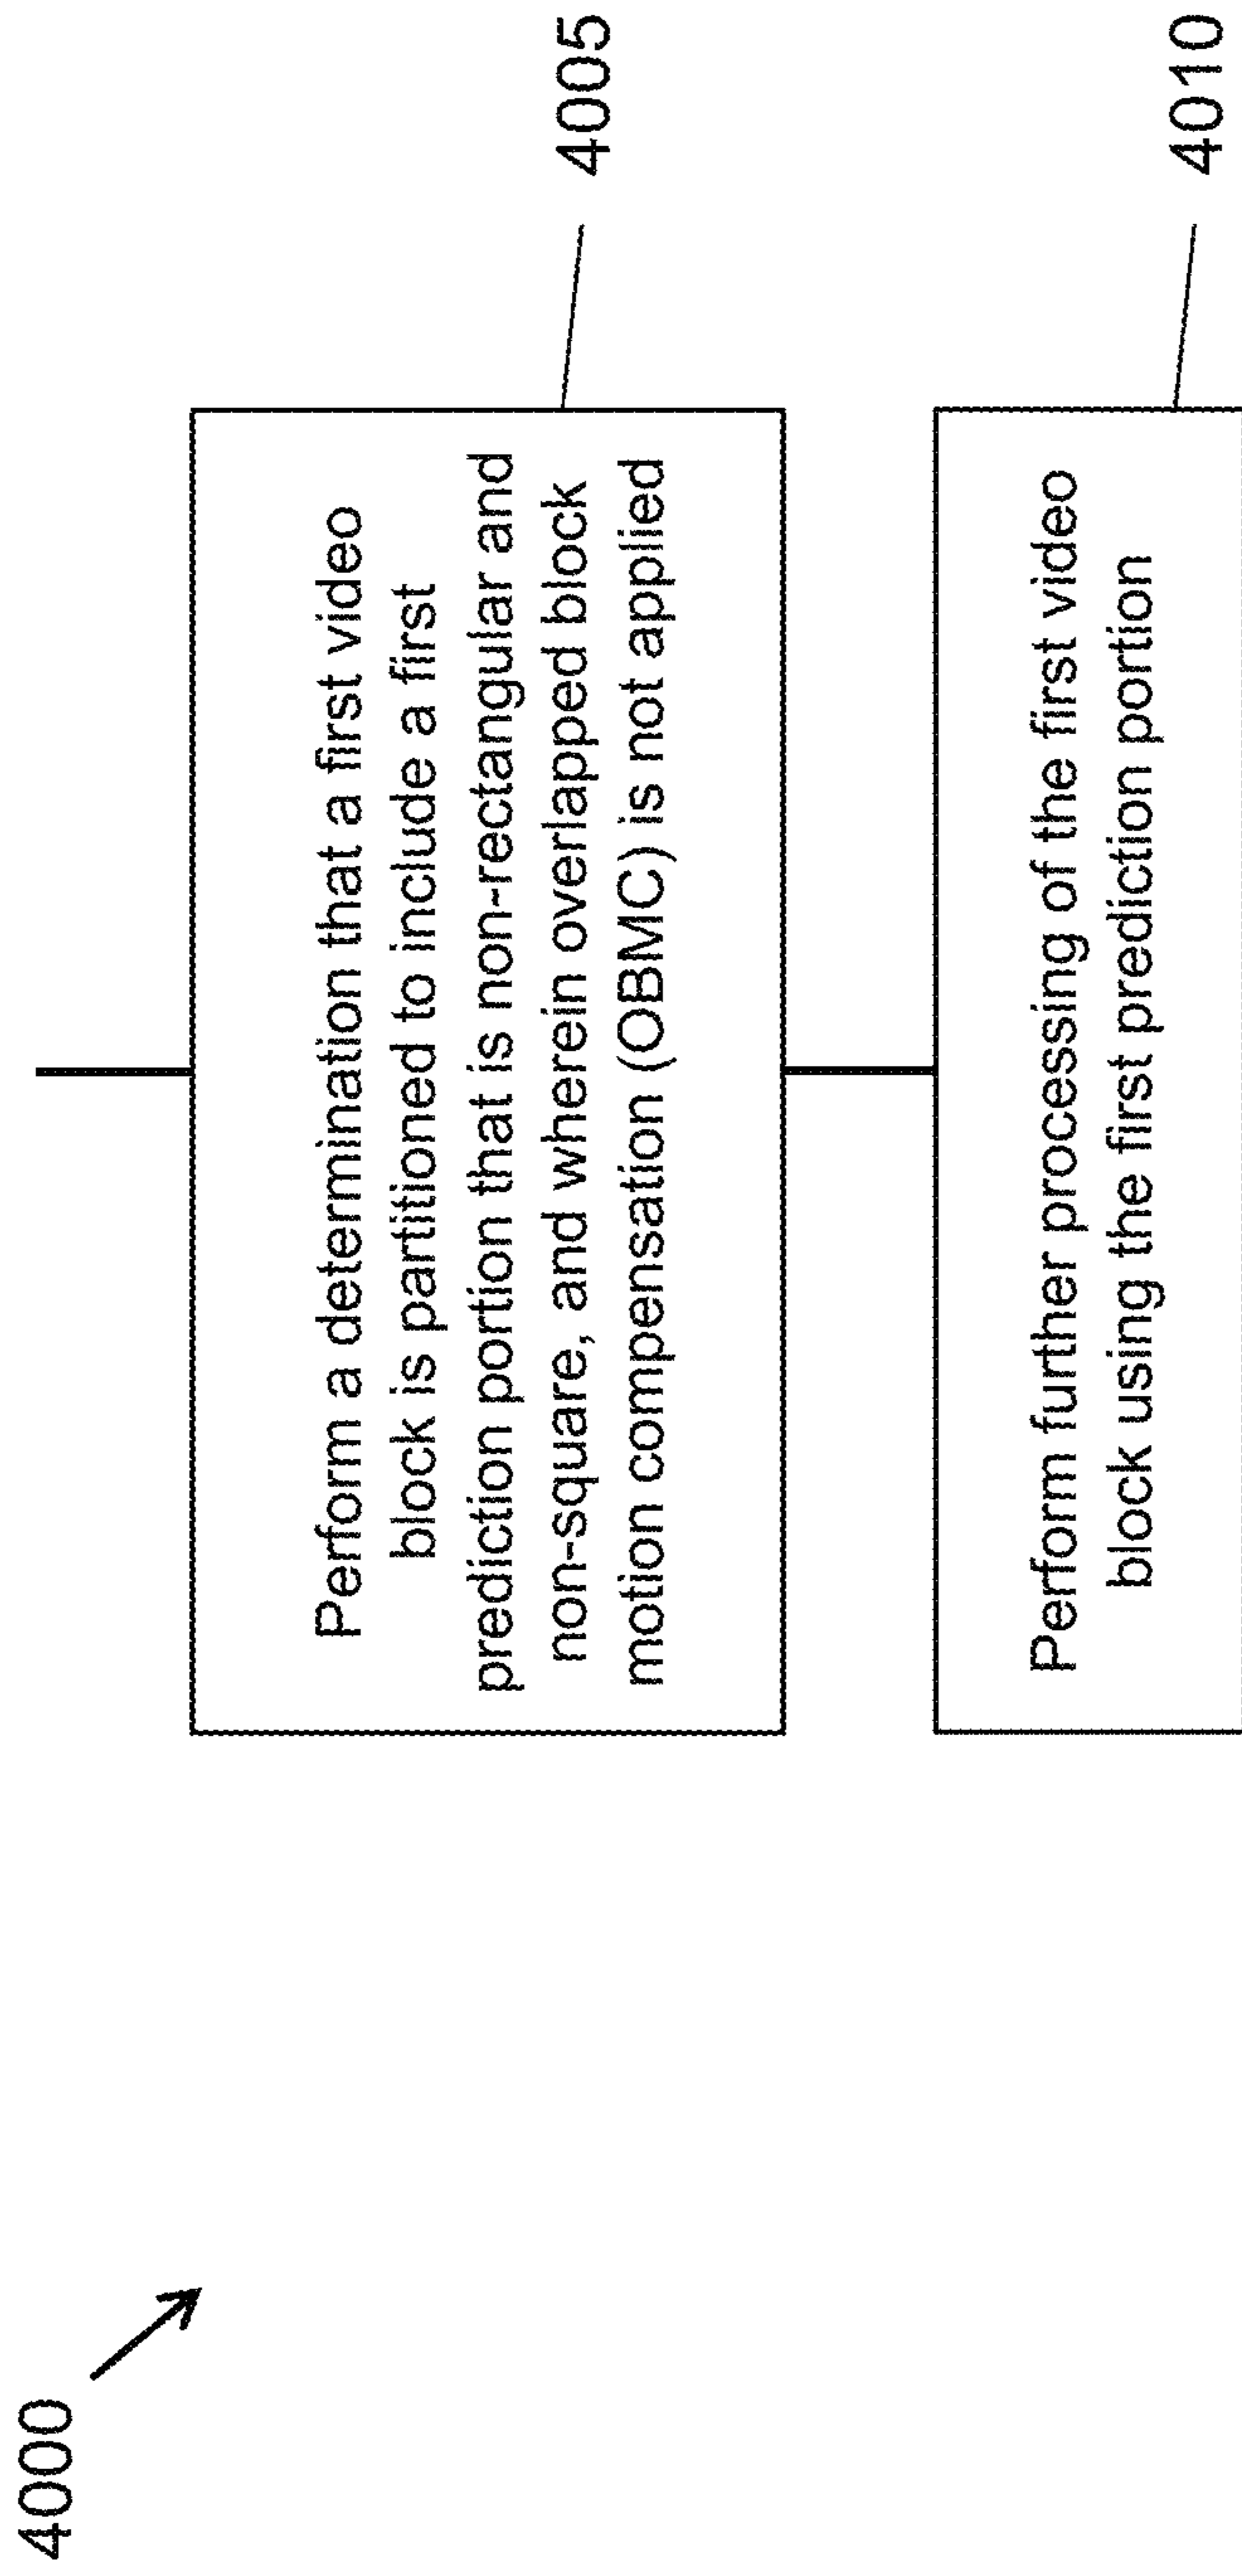 4000
Perform a determination that a first video
block is partitioned to include a first
prediction portion that is non-rectangular and
non-square, and wherein overlapped block
motion compensation (OBMC) is not applied
4005
Perform further processing of the first video
block using the first prediction portion
4010